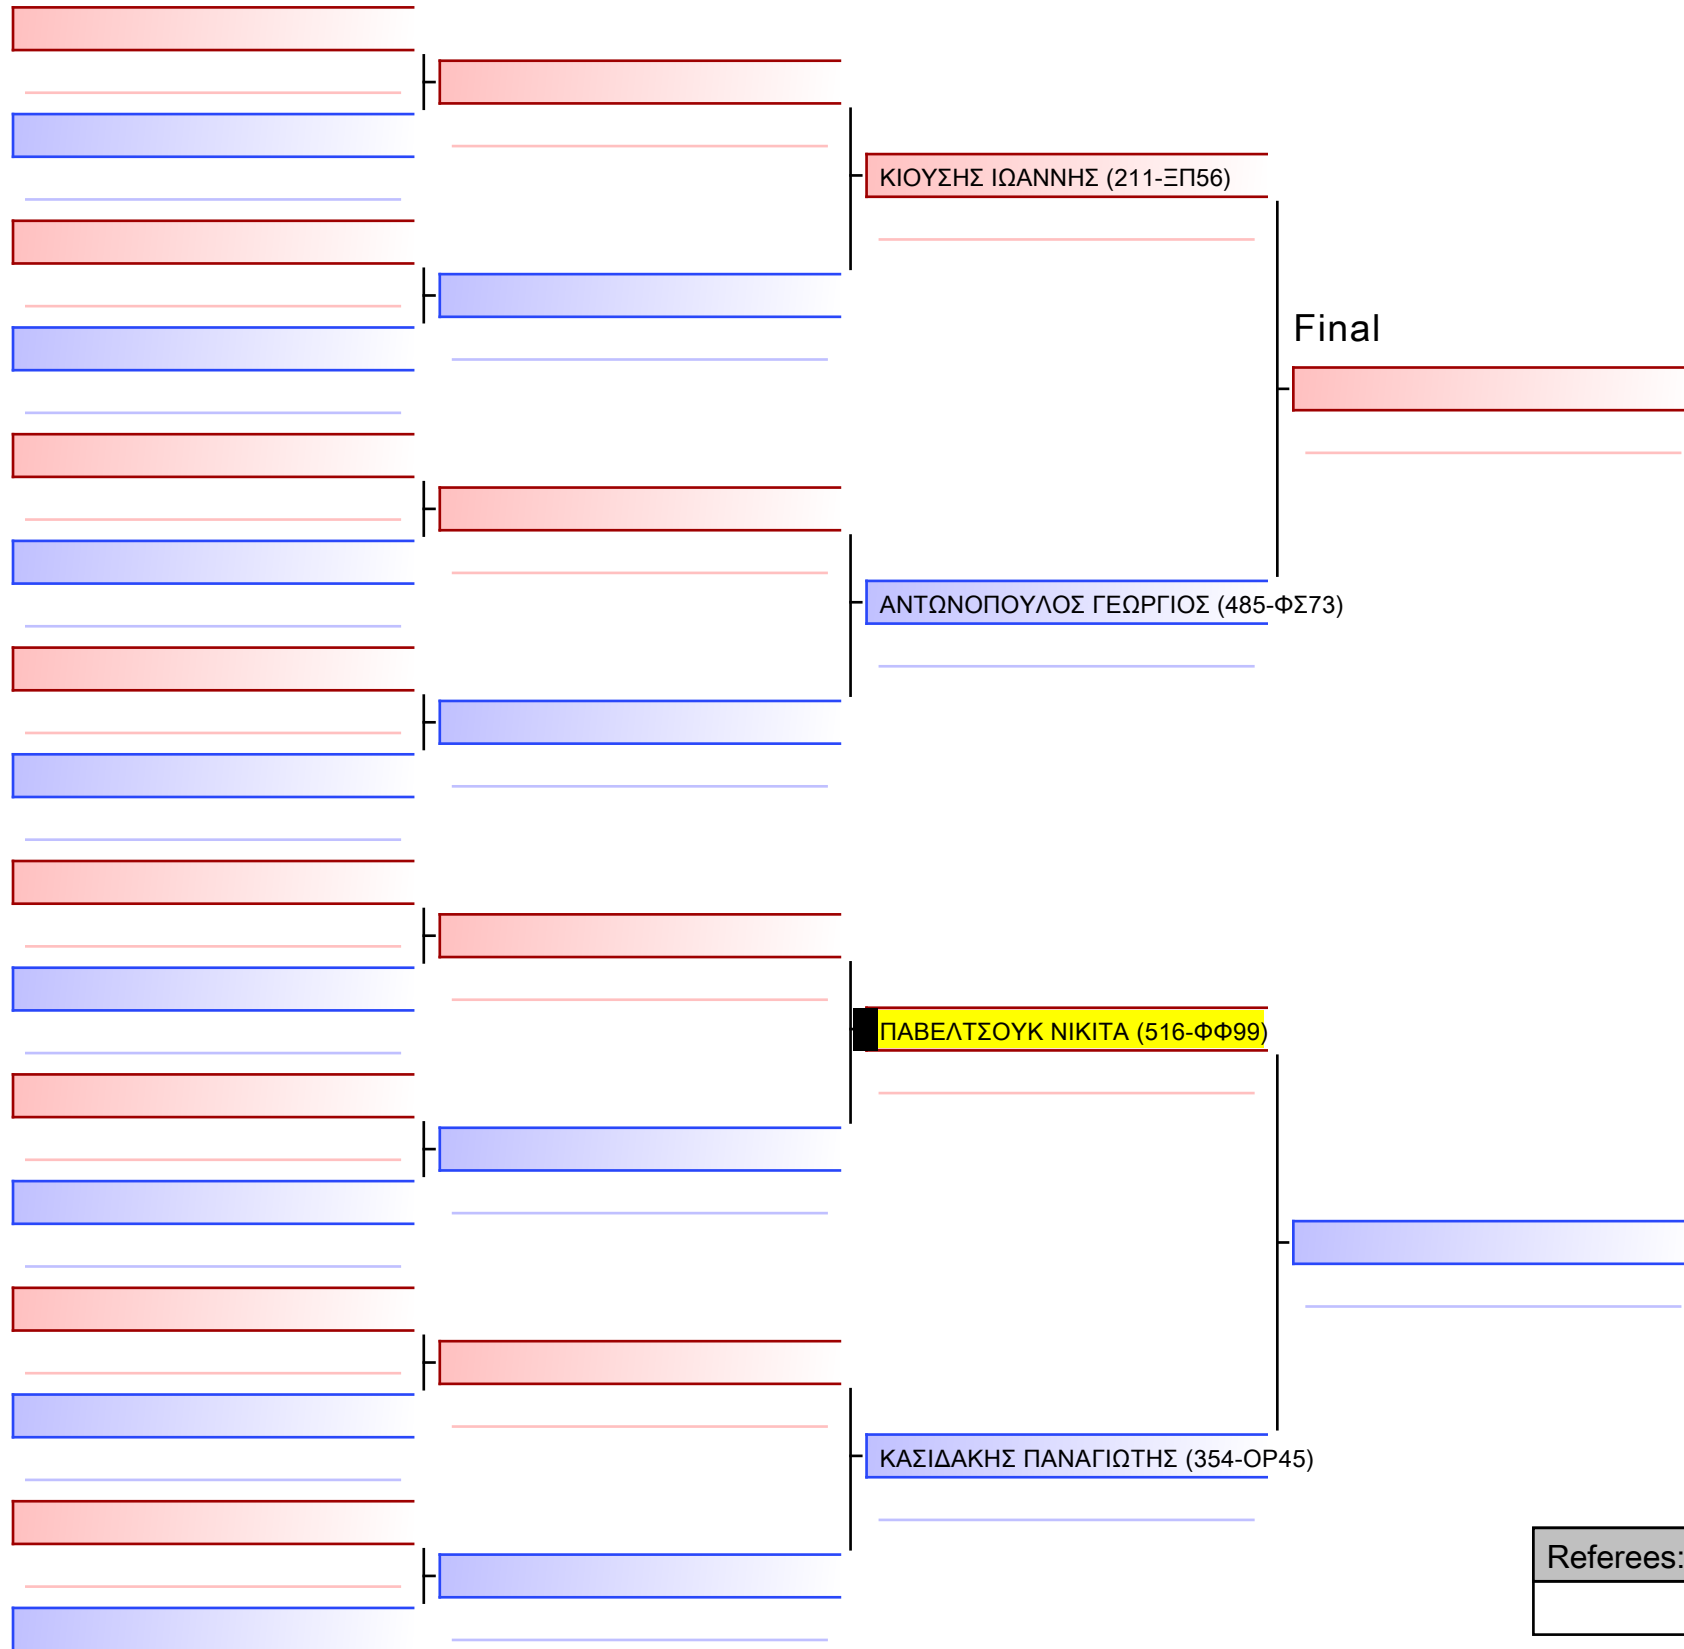 ΚΙΟΥΣΗΣ ΙΩΑΝΝΗΣ (211-ΞΠ56)
Final
ΑΝΤΩΝΟΠΟΥΛΟΣ ΓΕΩΡΓΙΟΣ (485-ΦΣ73)
ΠΑΒΕΛΤΣΟΥΚ ΝΙΚΙΤΑ (516-ΦΦ99)
ΚΑΣΙΔΑΚΗΣ ΠΑΝΑΓΙΩΤΗΣ (354-ΟΡ45)
Referees: